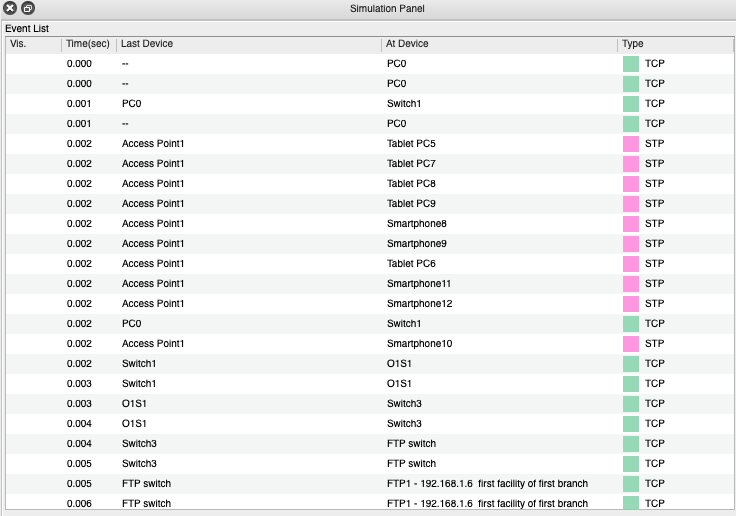 Simulation Panel
Event List
Vis. Time(sec) Last Device At Device Type
0.000 -- PC0 TCP
0.000 -- PC0 TCP
0.001 PC0 Switch1 TCP
0.001 -- PC0 TCP
0.002 Access Point1 Tablet PC5 STP
0.002 Access Point1 Tablet PC7 STP
0.002 Access Point1 Tablet PC8 STP
0.002 Access Point1 Tablet PC9 STP
0.002 Access Point1 Smartphone8 STP
0.002 Access Point1 Smartphone9 STP
0.002 Access Point1 Tablet PC6 STP
0.002 Access Point1 Smartphone11 STP
0.002 Access Point1 Smartphone12 STP
0.002 PC0 Switch1 TCP
0.002 Access Point1 Smartphone10 STP
0.002 Switch1 O1S1 TCP
0.003 Switch1 O1S1 TCP
0.003 O1S1 Switch3 TCP
0.004 O1S1 Switch3 TCP
0.004 Switch3 FTP switch TCP
0.005 Switch3 FTP switch TCP
0.005 FTP switch FTP1 - 192.168.1.6 first facility of first branch TCP
0.006 FTP switch FTP1 - 192.168.1.6 first facility of first branch TCP